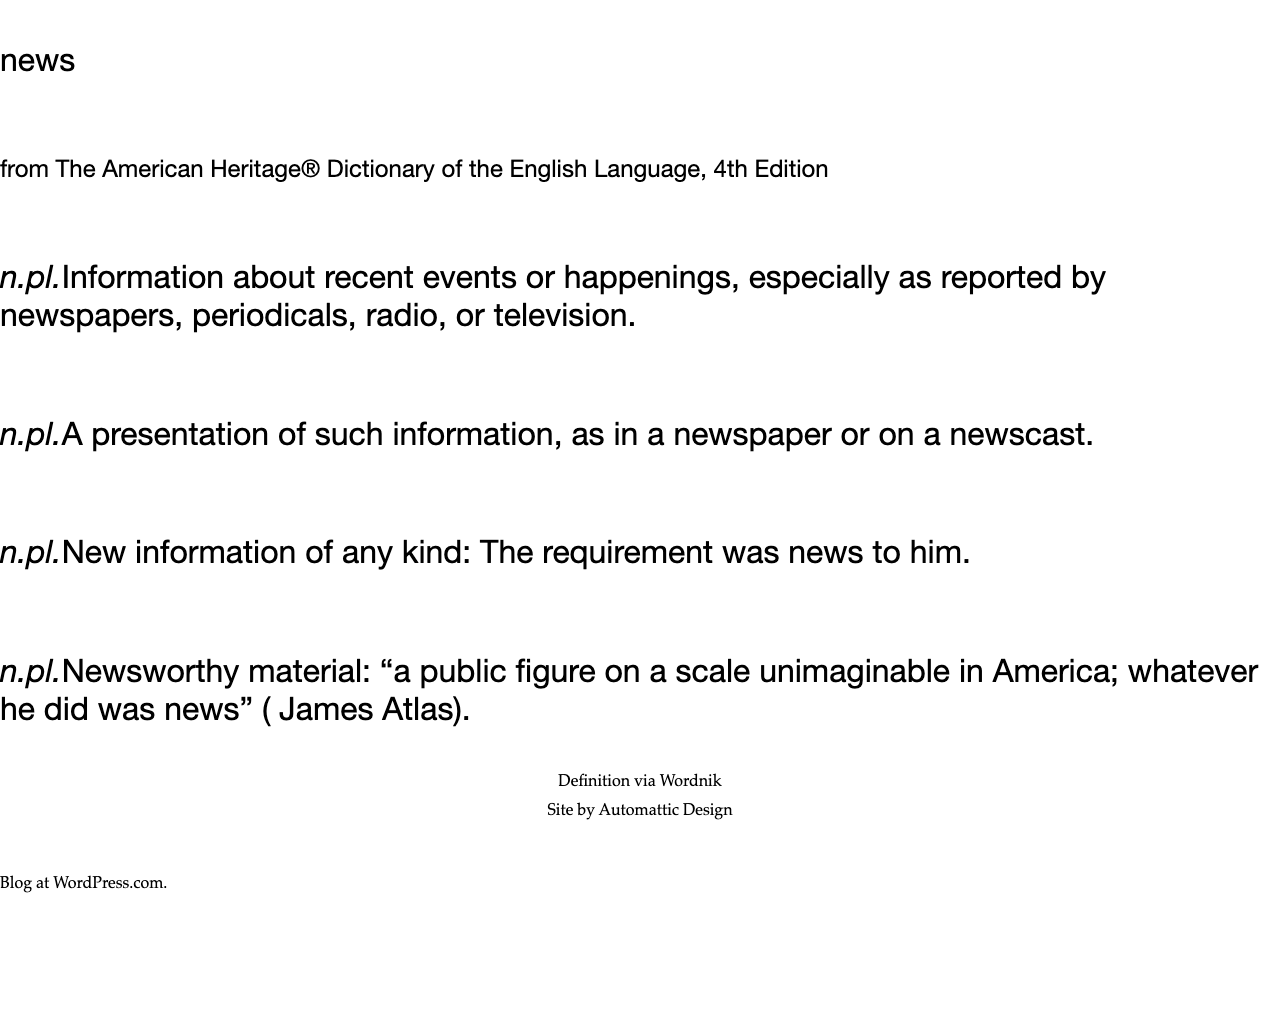 news
from The American Heritage® Dictionary of the English Language, 4th Edition
n.pl.Information about recent events or happenings, especially as reported by
newspapers, periodicals, radio, or television.
n.pl.A presentation of such information, as in a newspaper or on a newscast.
n.pl.New information of any kind: The requirement was news to him.
n.pl.Newsworthy material: “a public figure on a scale unimaginable in America; whatever
he did was news” ( James Atlas).
Definition via Wordnik
Site by Automattic Design
Blog at WordPress.com.